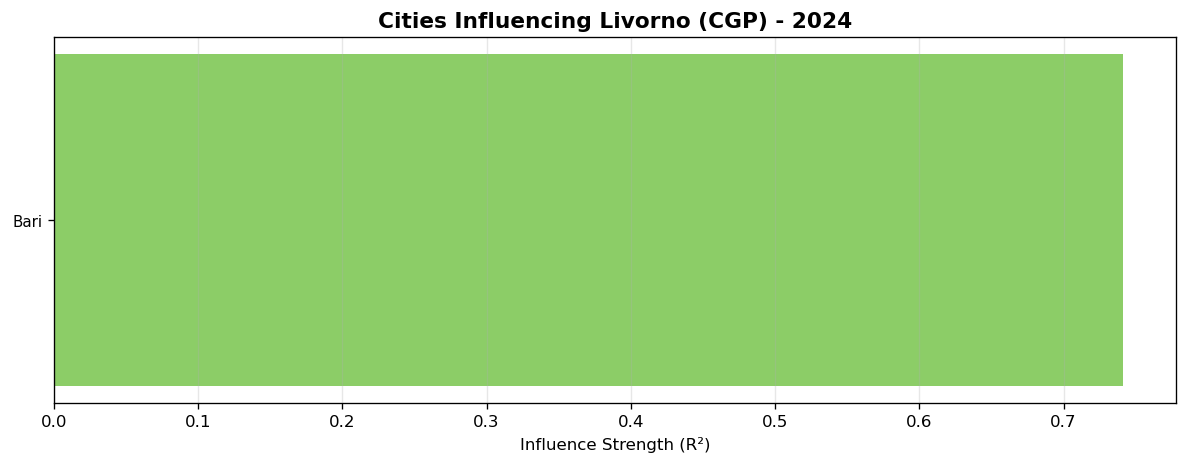 Cities Influencing Livorno (CGP) - 2024
Bari
0.0 0.1 0.2 0.3 0.4 0.5 0.6 0.7
Influence Strength (R²)